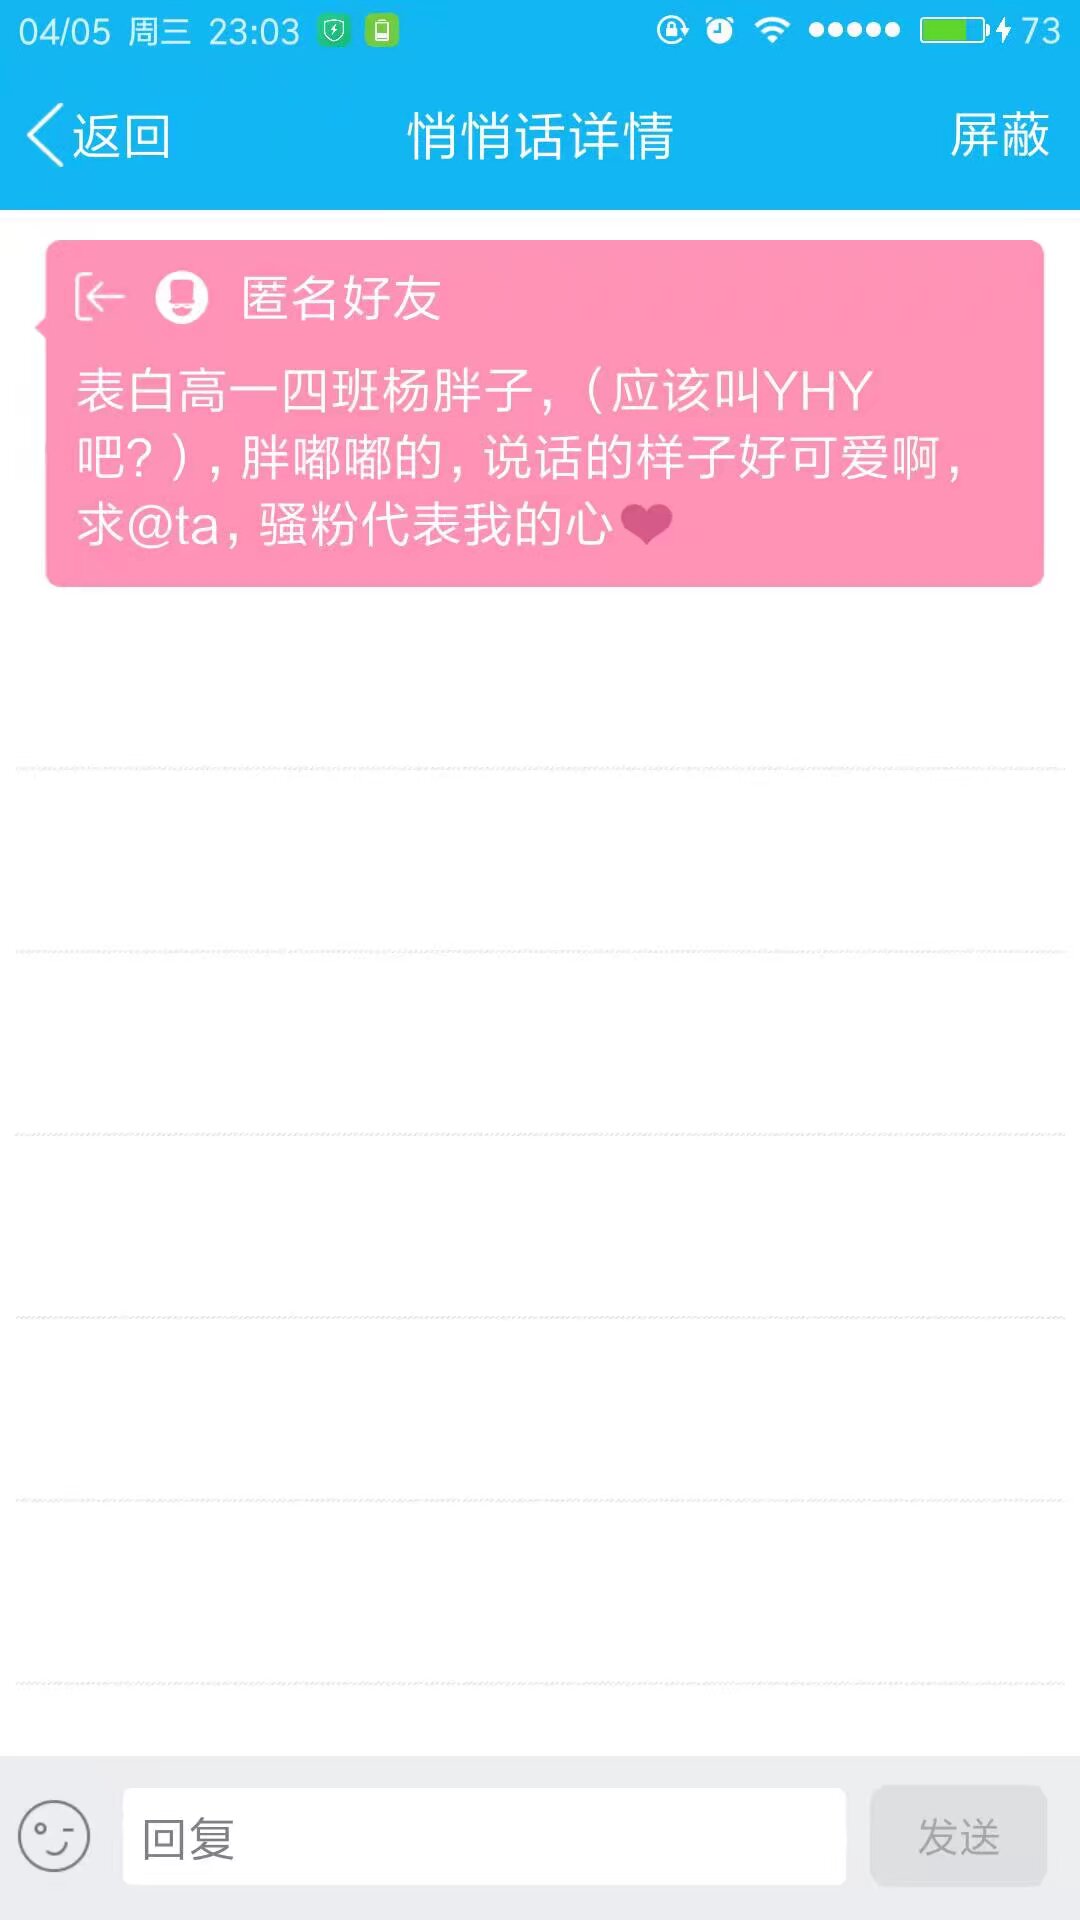 04/05 周三 23:03 73
返回 悄悄话详情 屏蔽
匿名好友
表白高一四班杨胖子，（应该叫YHY
吧？），胖嘟嘟的，说话的样子好可爱啊，
求@ta，骚粉代表我的心❤
回复 发送